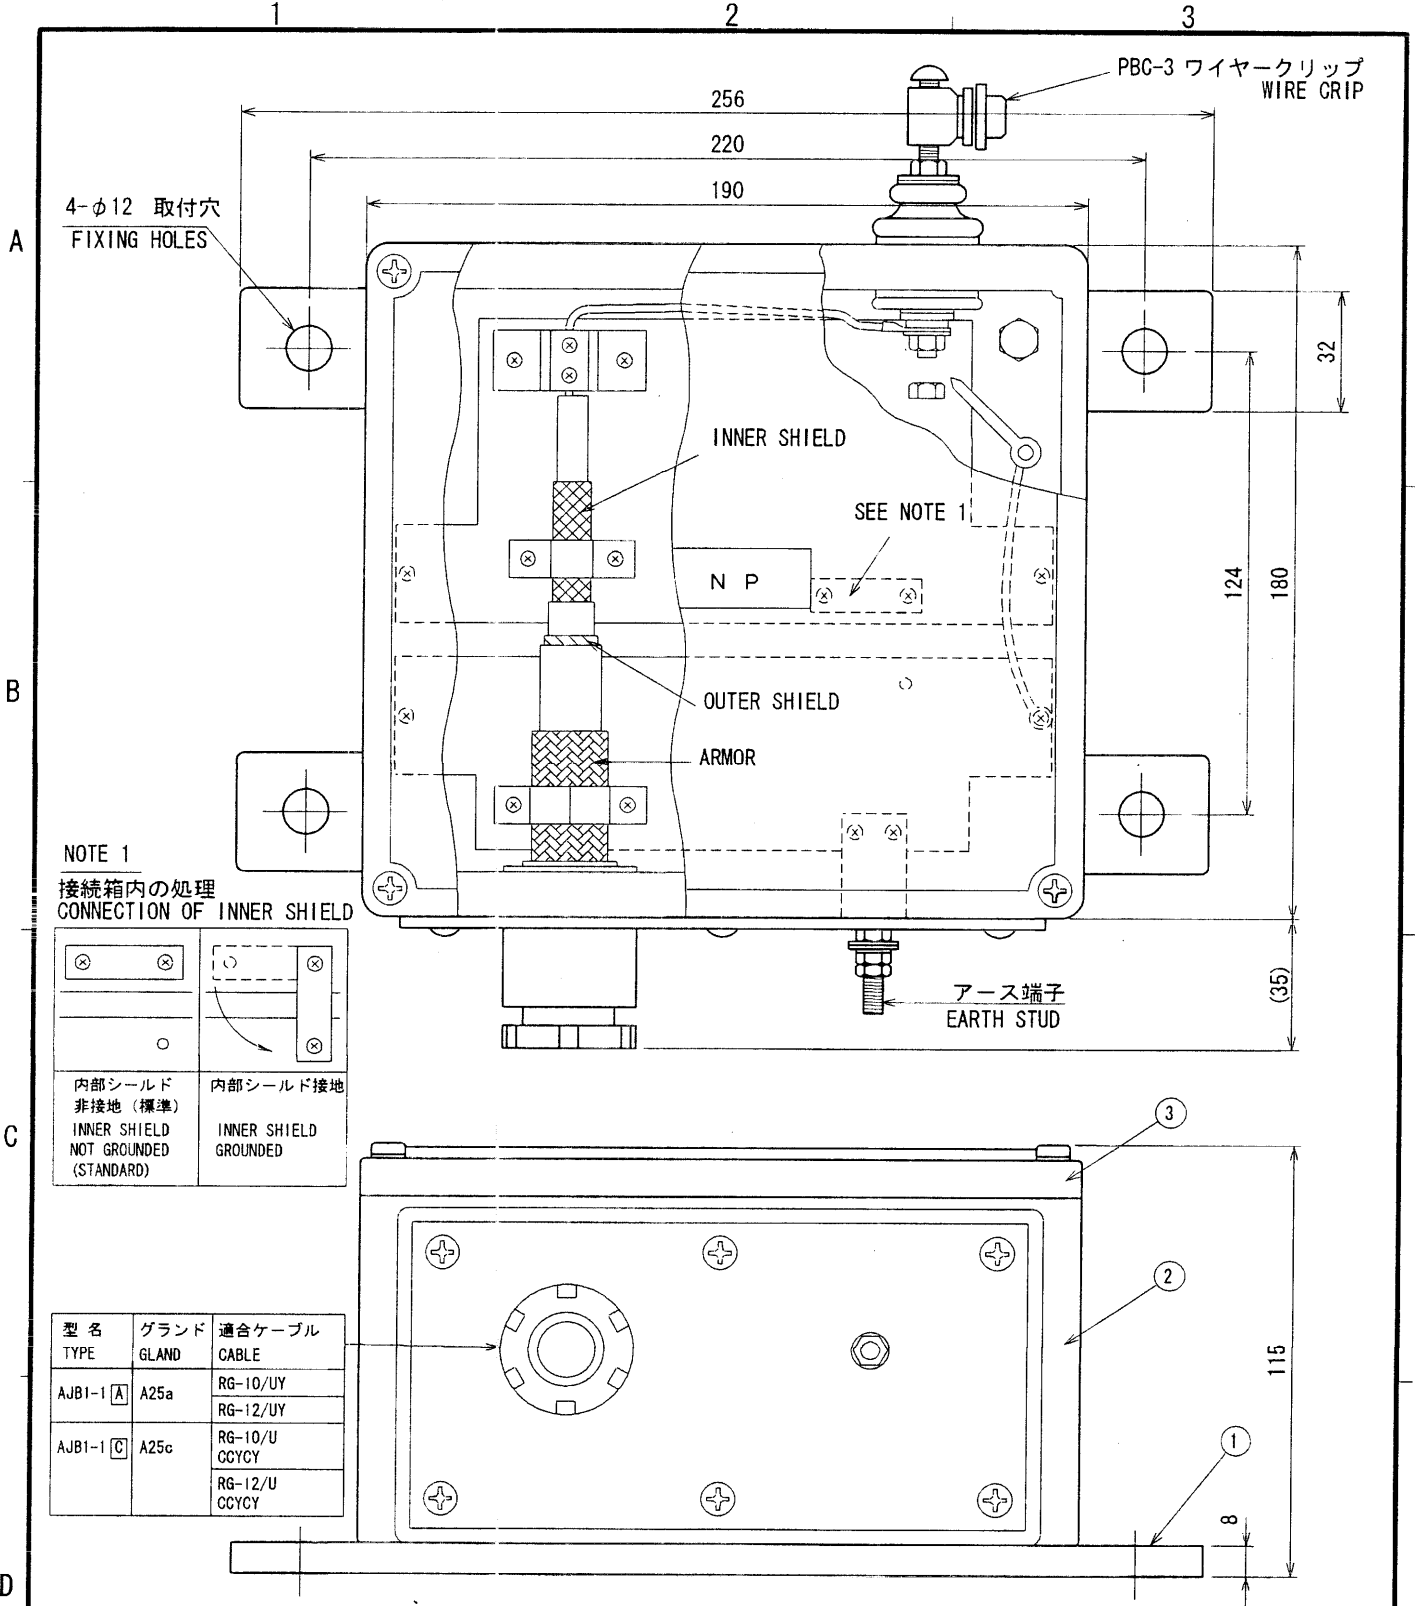 1
2
3
PBC-3 ワイヤークリップ
WIRE CRIP
256
220
190
4-φ12 取付穴
FIXING HOLES
A
32
INNER SHIELD
SEE NOTE 1
N P
124
180
B
OUTER SHIELD
ARMOR
NOTE 1
接続箱内の処理
CONNECTION OF INNER SHIELD
(35)
アース端子
EARTH STUD
内部シールド
非接地 (標準)
INNER SHIELD
NOT GROUNDED
(STANDARD)
内部シールド接地
INNER SHIELD
GROUNDED
C
3
2
115
型 名
TYPE
グランド
GLAND
適合ケーブル
CABLE
AJB1-1 A
A25a
RG-10/UY
RG-12/UY
AJB1-1 C
A25c
RG-10/U
CCYCY
RG-12/U
CCYCY
1
8
D